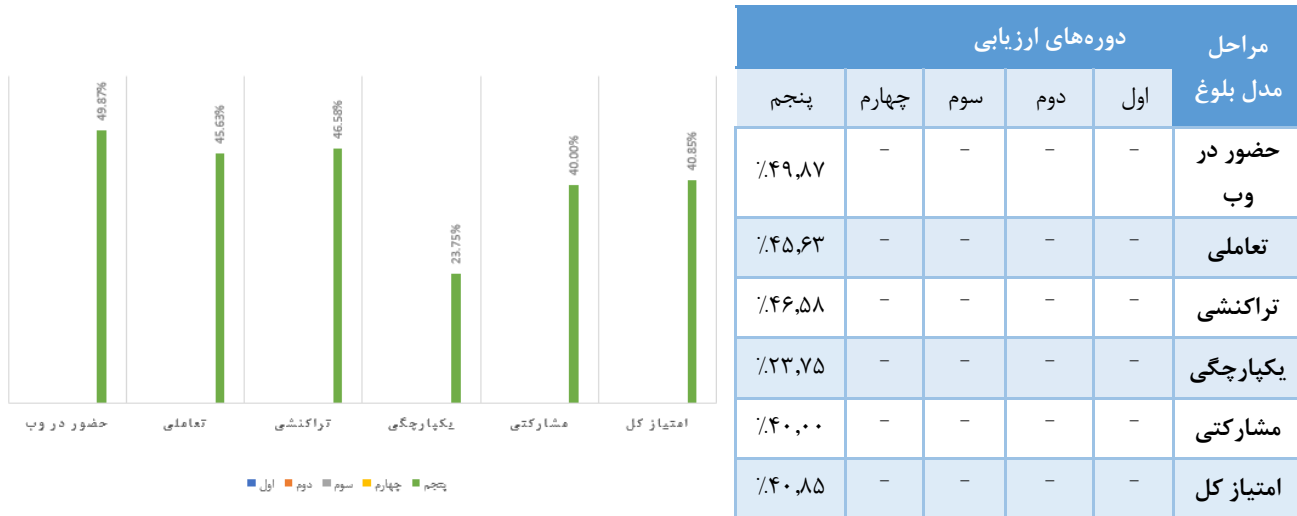 49.87%
45.63%
46.58%
23.75%
40.00%
40.85%
حضور در وب
تعاملی
تراکنشی
یکپارچگی
مشارکتی
امتیاز کل
اول دوم سوم چهارم پنجم
مراحل
مدل بلوغ
دوره‌های ارزیابی
اول دوم سوم چهارم پنجم
حضور در
وب
- - - - ٪۴۹,۸۷
تعاملی - - - - ٪۴۵,۶۳
تراکنشی - - - - ٪۴۶,۵۸
یکپارچگی - - - - ٪۲۳,۷۵
مشارکتی - - - - ٪۴۰,۰۰
امتیاز کل - - - - ٪۴۰,۸۵